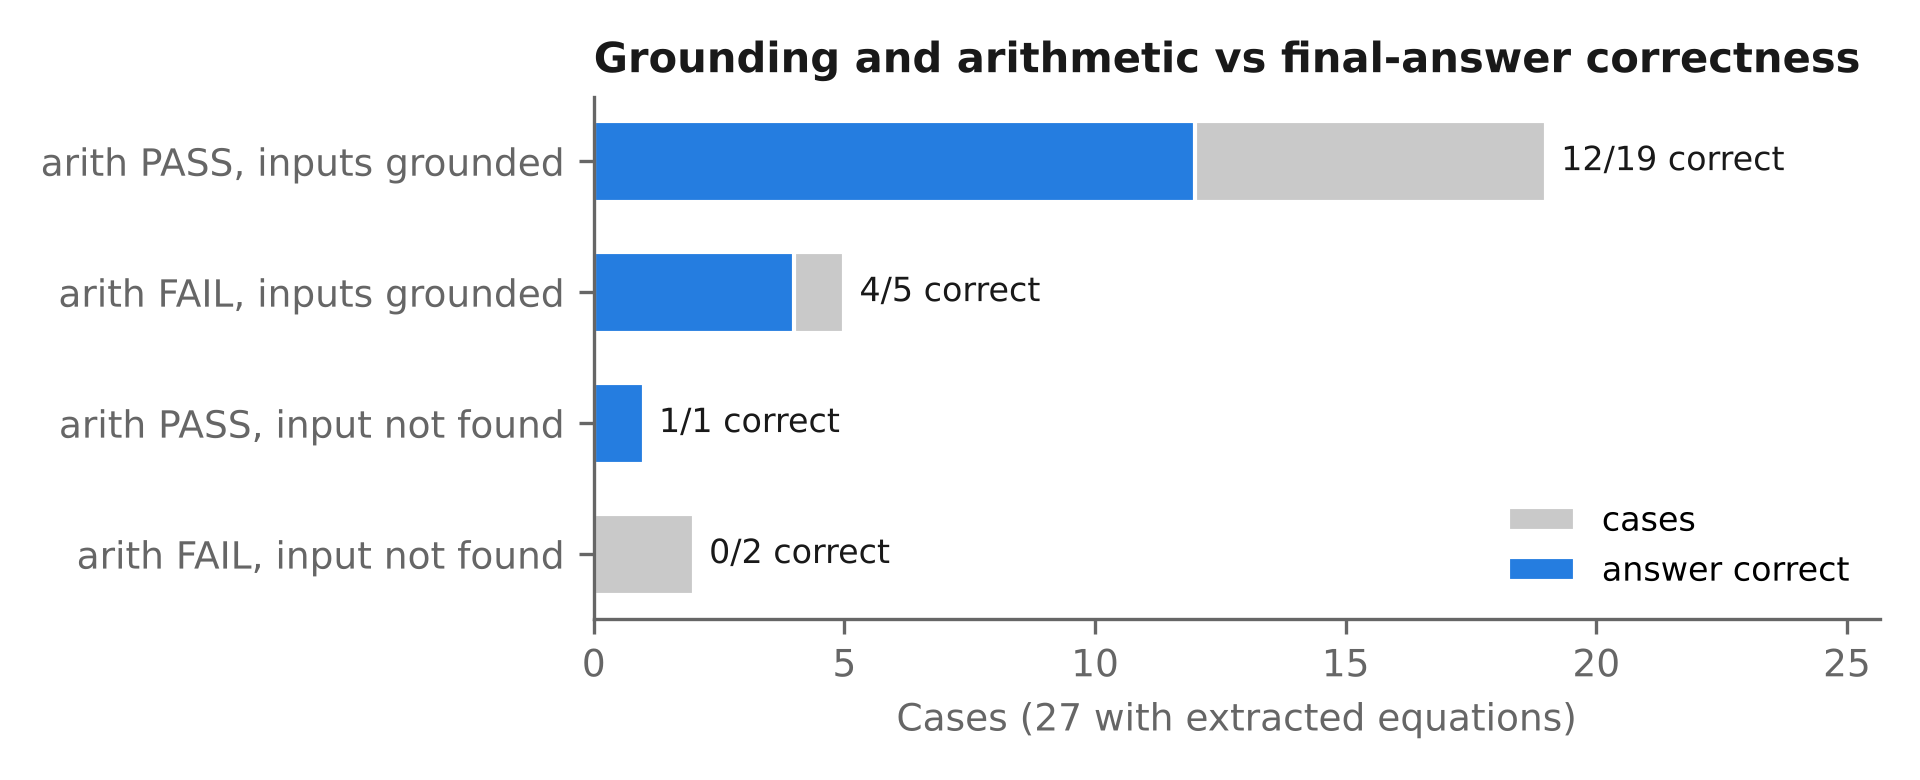 Grounding and arithmetic vs final-answer correctness
arith PASS, inputs grounded
12/19 correct
arith FAIL, inputs grounded
4/5 correct
arith PASS, input not found
1/1 correct
arith FAIL, input not found
0/2 correct
cases
answer correct
0 5 10 15 20 25
Cases (27 with extracted equations)